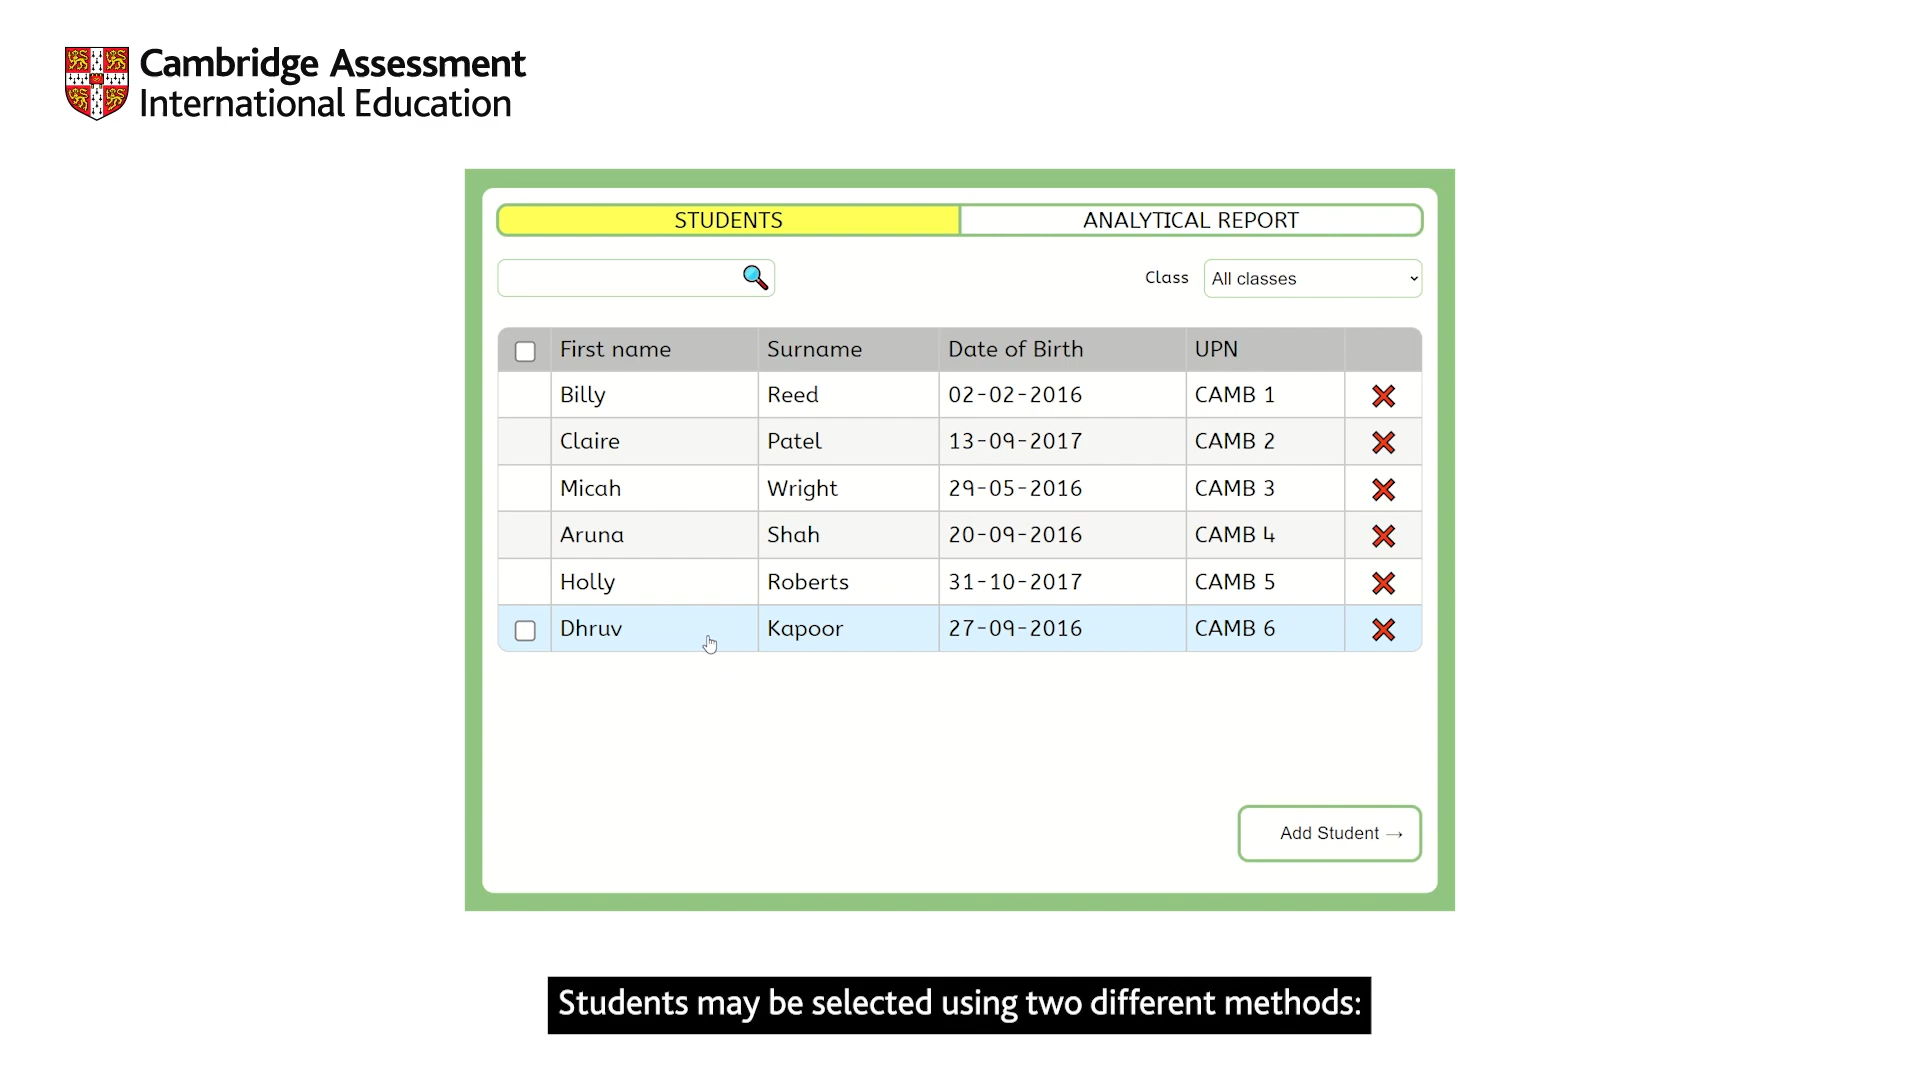 Cambridge Assessment
International Education
STUDENTS ANALYTICAL REPORT
Class All classes
First name Surname Date of Birth UPN
Billy Reed 02-02-2016 CAMB 1
Claire Patel 13-09-2017 CAMB 2
Micah Wright 29-05-2016 CAMB 3
Aruna Shah 20-09-2016 CAMB 4
Holly Roberts 31-10-2017 CAMB 5
Dhruv Kapoor 27-09-2016 CAMB 6
Add Student →
Students may be selected using two different methods: